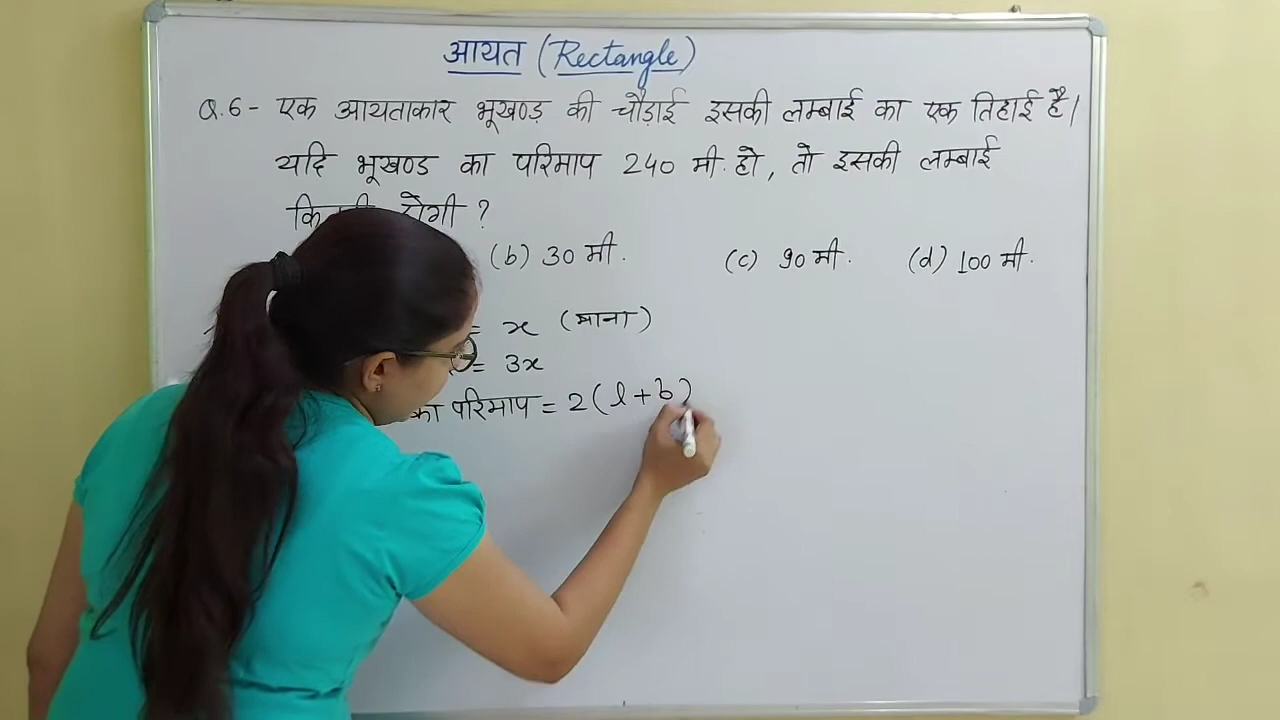 आयत (Rectangle)
Q.6- एक आयताकार भूखण्ड की चौड़ाई इसकी लम्बाई का एक तिहाई है।
यदि भूखण्ड का परिमाप 240 मी. हो, तो इसकी लम्बाई
होगी ?
(b) 30 मी. (c) 90 मी. (d) 100 मी.
= x (माना)
= 3x
का परिमाप = 2(l+b)